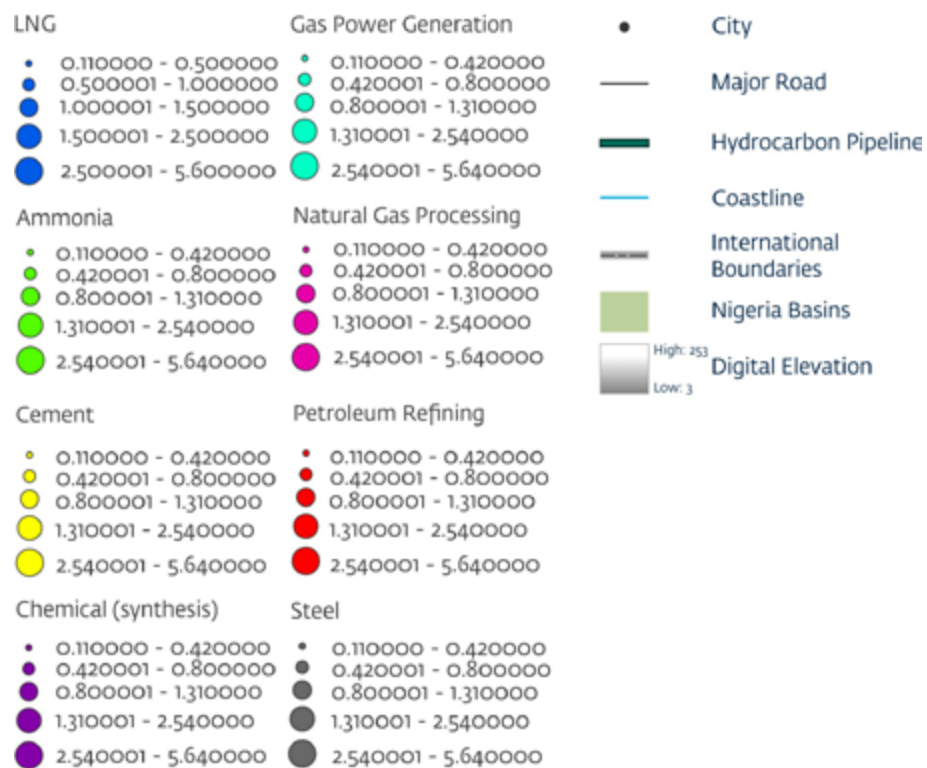 LNG
0.110000 - 0.500000
0.500001 - 1.000000
1.000001 - 1.500000
1.500001 - 2.500000
2.500001 - 5.600000
Ammonia
0.110000 - 0.420000
0.420001 - 0.800000
0.800001 - 1.310000
1.310001 - 2.540000
2.540001 - 5.640000
Cement
0.110000 - 0.420000
0.420001 - 0.800000
0.800001 - 1.310000
1.310001 - 2.540000
2.540001 - 5.640000
Chemical (synthesis)
0.110000 - 0.420000
0.420001 - 0.800000
0.800001 - 1.310000
1.310001 - 2.540000
2.540001 - 5.640000
Gas Power Generation
0.110000 - 0.420000
0.420001 - 0.800000
0.800001 - 1.310000
1.310001 - 2.540000
2.540001 - 5.640000
Natural Gas Processing
0.110000 - 0.420000
0.420001 - 0.800000
0.800001 - 1.310000
1.310001 - 2.540000
2.540001 - 5.640000
Petroleum Refining
0.110000 - 0.420000
0.420001 - 0.800000
0.800001 - 1.310000
1.310001 - 2.540000
2.540001 - 5.640000
Steel
0.110000 - 0.420000
0.420001 - 0.800000
0.800001 - 1.310000
1.310001 - 2.540000
2.540001 - 5.640000
City
Major Road
Hydrocarbon Pipeline
Coastline
International
Boundaries
Nigeria Basins
High: 253
Digital Elevation
Low: 3